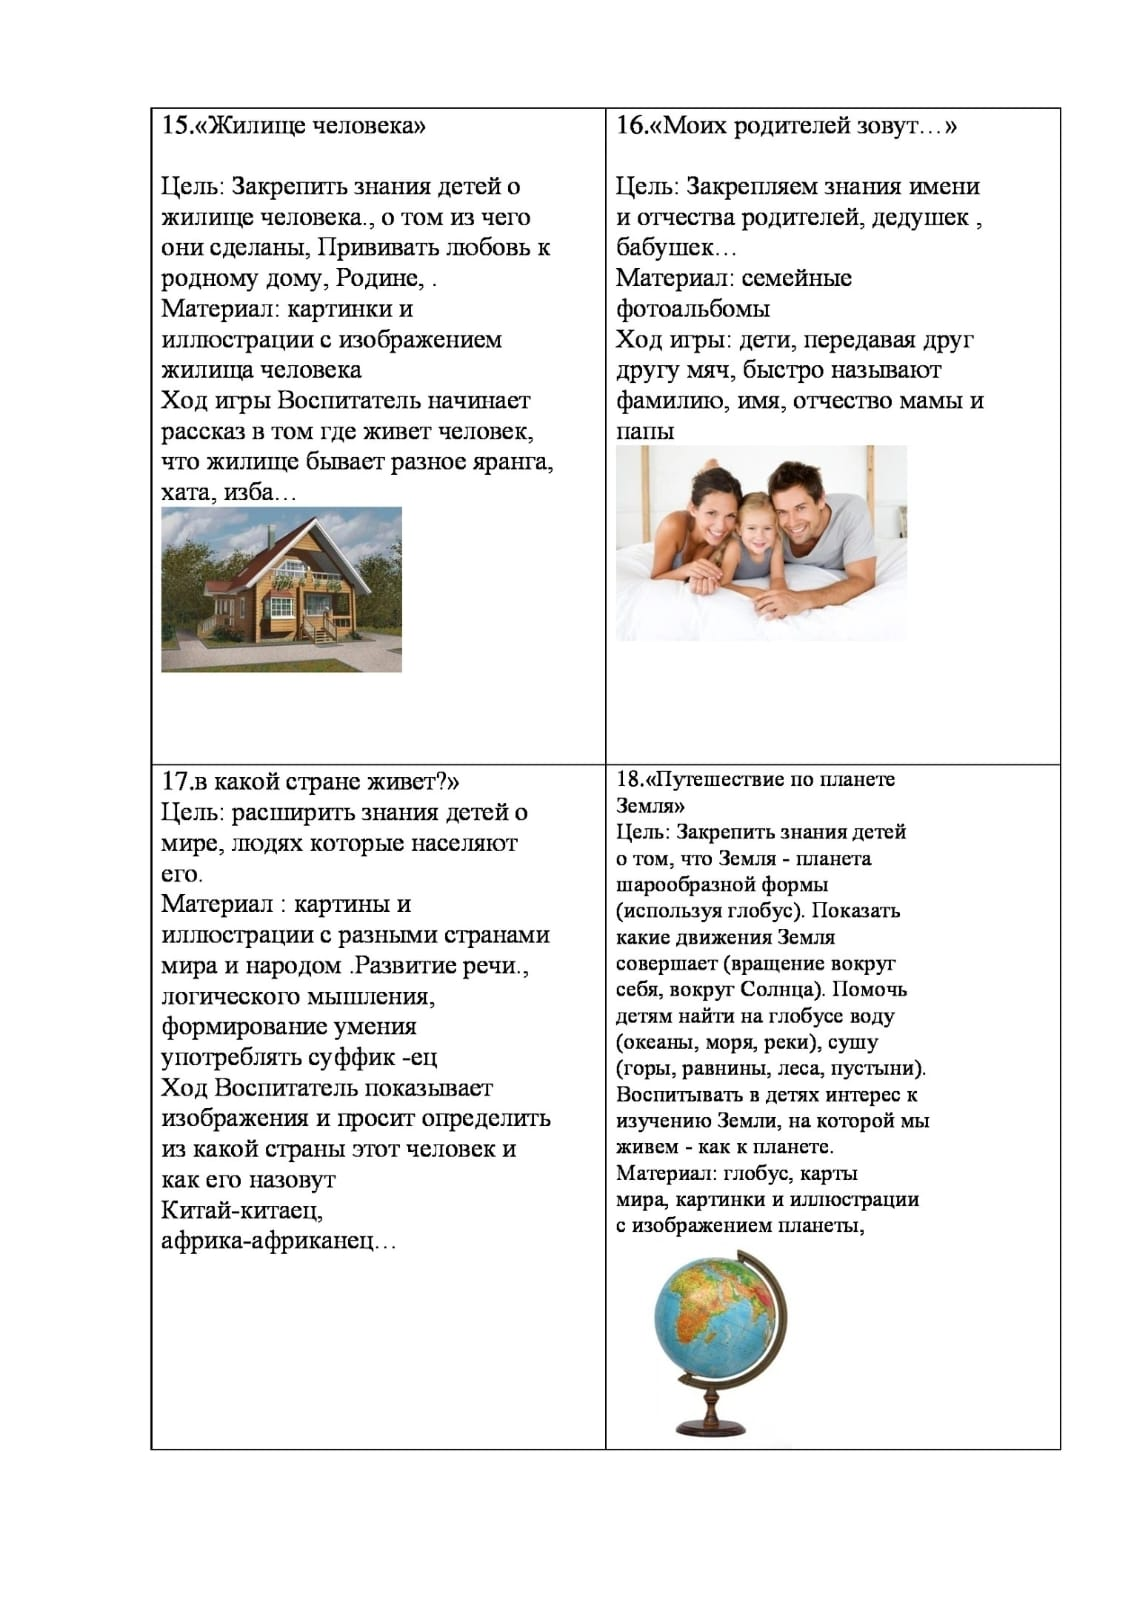 15.«Жилище человека»
Цель: Закрепить знания детей о
жилище человека., о том из чего
они сделаны, Прививать любовь к
родному дому, Родине, .
Материал: картинки и
иллюстрации с изображением
жилища человека
Ход игры Воспитатель начинает
рассказ в том где живет человек,
что жилище бывает разное яранга,
хата, изба…
16.«Моих родителей зовут…»
Цель: Закрепляем знания имени
и отчества родителей, дедушек ,
бабушек…
Материал: семейные
фотоальбомы
Ход игры: дети, передавая друг
другу мяч, быстро называют
фамилию, имя, отчество мамы и
папы
17.в какой стране живет?»
Цель: расширить знания детей о
мире, людях которые населяют
его.
Материал : картины и
иллюстрации с разными странами
мира и народом .Развитие речи.,
логического мышления,
формирование умения
употреблять суффик -ец
Ход Воспитатель показывает
изображения и просит определить
из какой страны этот человек и
как его назовут
Китай-китаец,
африка-африканец…
18.«Путешествие по планете
Земля»
Цель: Закрепить знания детей
о том, что Земля - планета
шарообразной формы
(используя глобус). Показать
какие движения Земля
совершает (вращение вокруг
себя, вокруг Солнца). Помочь
детям найти на глобусе воду
(океаны, моря, реки), сушу
(горы, равнины, леса, пустыни).
Воспитывать в детях интерес к
изучению Земли, на которой мы
живем - как к планете.
Материал: глобус, карты
мира, картинки и иллюстрации
с изображением планеты,